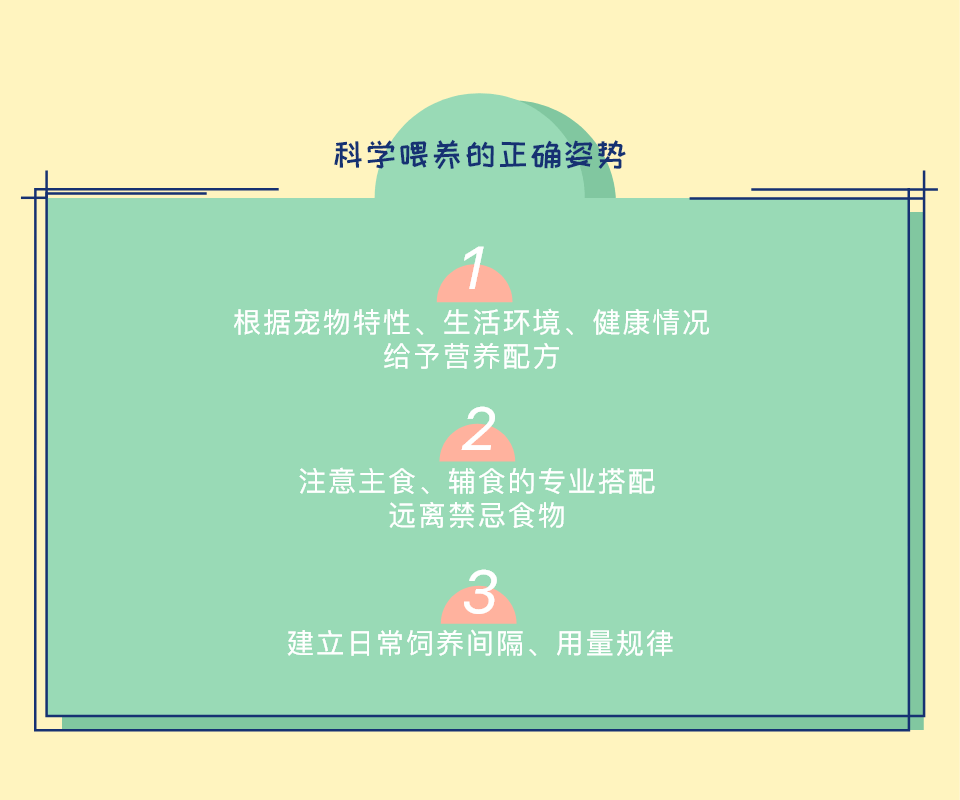 科学喂养的正确姿势
1
根据宠物特性、生活环境、健康情况
给予营养配方
2
注意主食、辅食的专业搭配
远离禁忌食物
3
建立日常饲养间隔、用量规律